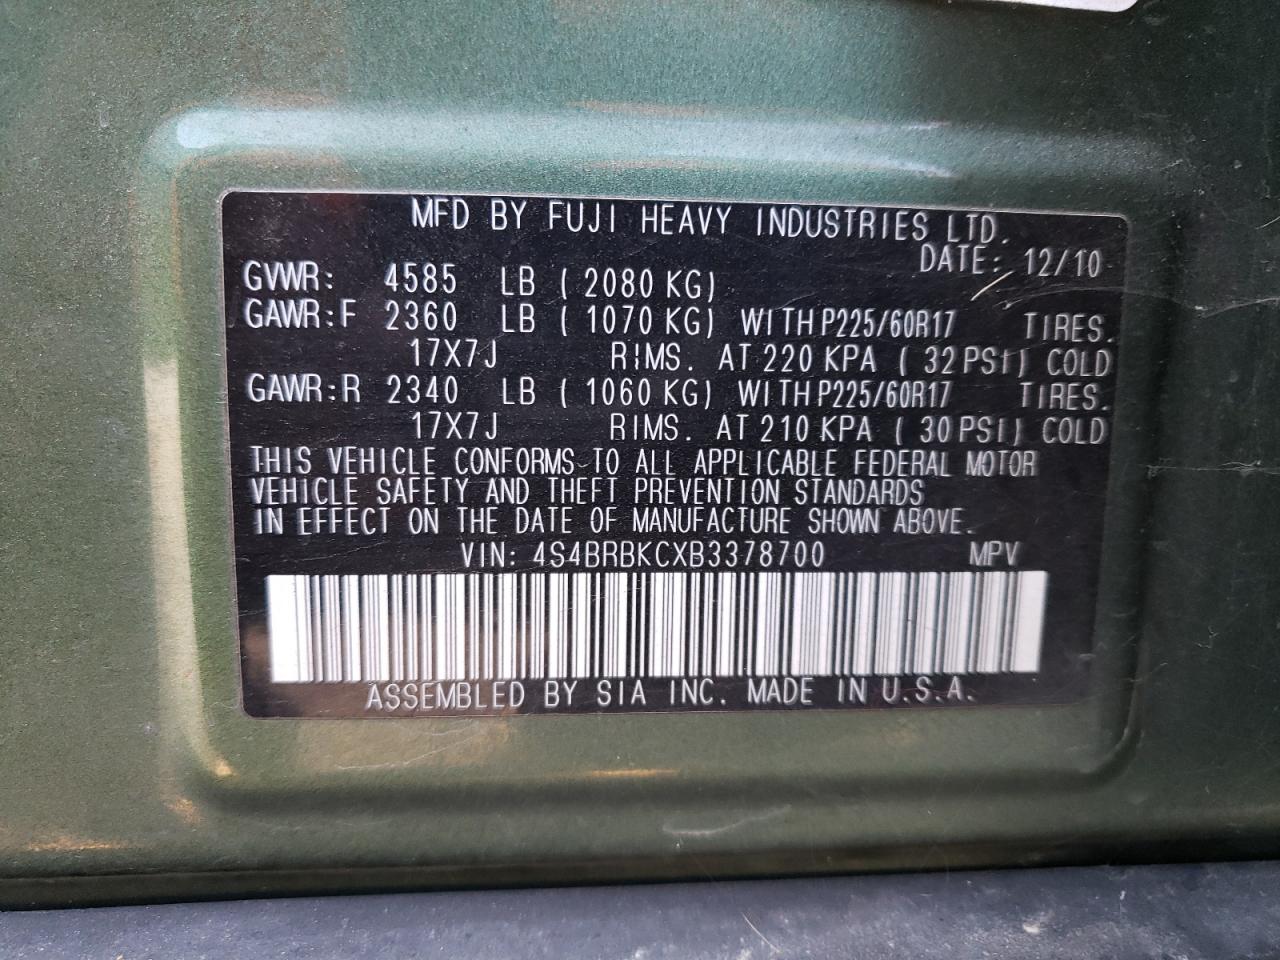 MFD BY FUJI HEAVY INDUSTRIES LTD.
DATE: 12/10
GVWR: 4585 LB ( 2080 KG)
GAWR:F 2360 LB ( 1070 KG) WITH P225/60R17 TIRES.
17X7J RIMS. AT 220 KPA ( 32 PSI) COLD
GAWR:R 2340 LB ( 1060 KG) WITH P225/60R17 TIRES.
17X7J RIMS. AT 210 KPA ( 30 PSI) COLD
THIS VEHICLE CONFORMS TO ALL APPLICABLE FEDERAL MOTOR
VEHICLE SAFETY AND THEFT PREVENTION STANDARDS
IN EFFECT ON THE DATE OF MANUFACTURE SHOWN ABOVE.
VIN: 4S4BRBKCXB3378700 MPV
ASSEMBLED BY SIA INC. MADE IN U.S.A.